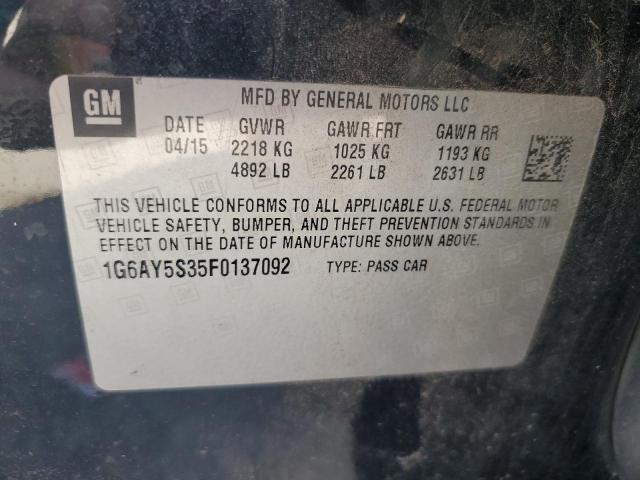 GM
MFD BY GENERAL MOTORS LLC
DATE GVWR GAWR FRT GAWR RR
04/15 2218 KG 1025 KG 1193 KG
4892 LB 2261 LB 2631 LB
THIS VEHICLE CONFORMS TO ALL APPLICABLE U.S. FEDERAL MOTOR
VEHICLE SAFETY, BUMPER, AND THEFT PREVENTION STANDARDS IN
EFFECT ON THE DATE OF MANUFACTURE SHOWN ABOVE.
1G6AY5S35F0137092 TYPE: PASS CAR